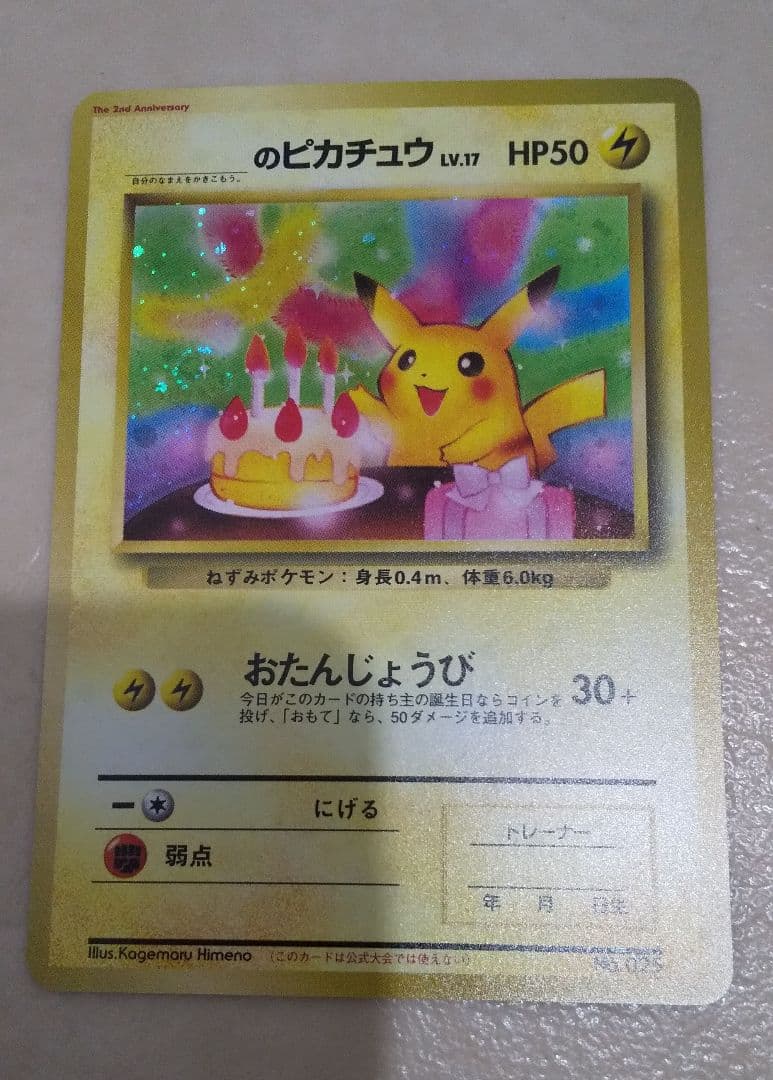 The 2nd Anniversary
のピカチュウ LV.17 HP50
自分のなまえをかきこもう。
ねずみポケモン：身長0.4m、体重6.0kg
おたんじょうび 30+
今日がこのカードの持ち主の誕生日ならコインを
投げ、「おもて」なら、50ダメージを追加する。
にげる
弱点
トレーナー
年 月 日生
Illus.Kagemaru Himeno （このカードは公式大会では使えない） No.025